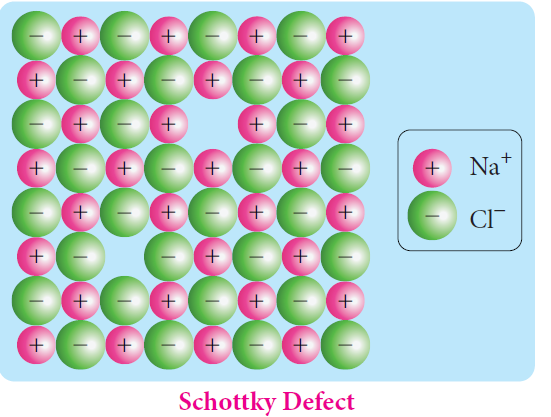 − + − + − + − +
+ − + − + − + −
− + − + + − +
+ − + − + − + −
− + − + − + − +
+ − − + − + −
− + − + − + − +
+ − + − + − + −
+ Na⁺
− Cl⁻
Schottky Defect